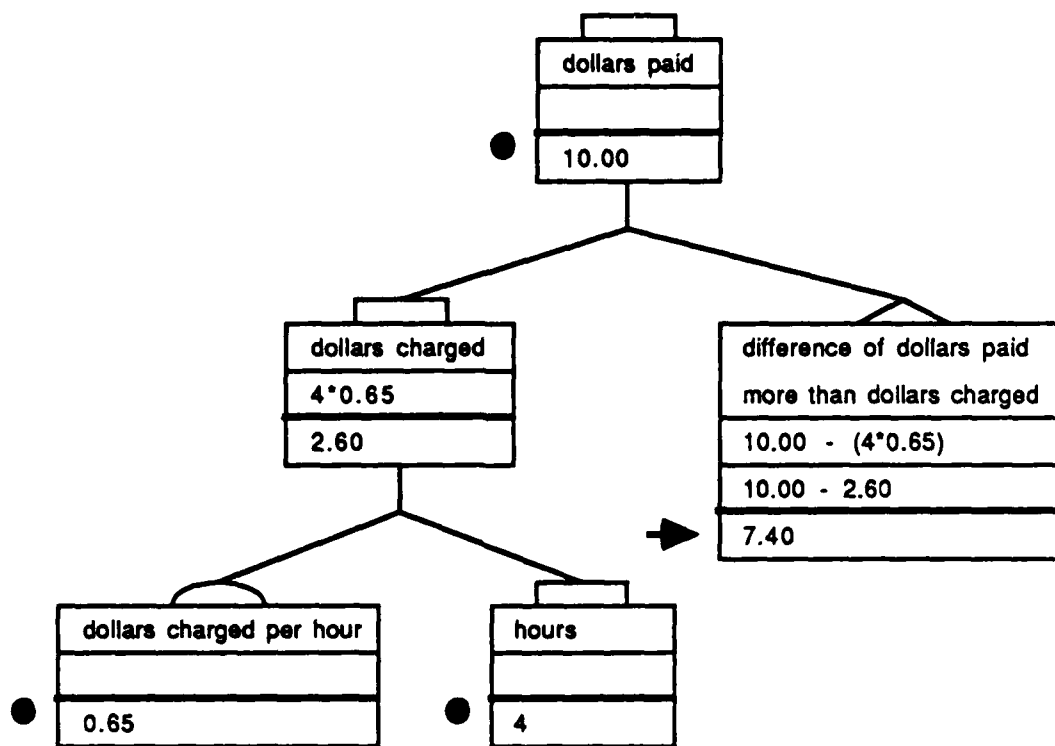 dollars paid
10.00
dollars charged
4*0.65
2.60
difference of dollars paid
more than dollars charged
10.00 - (4*0.65)
10.00 - 2.60
7.40
dollars charged per hour
0.65
hours
4